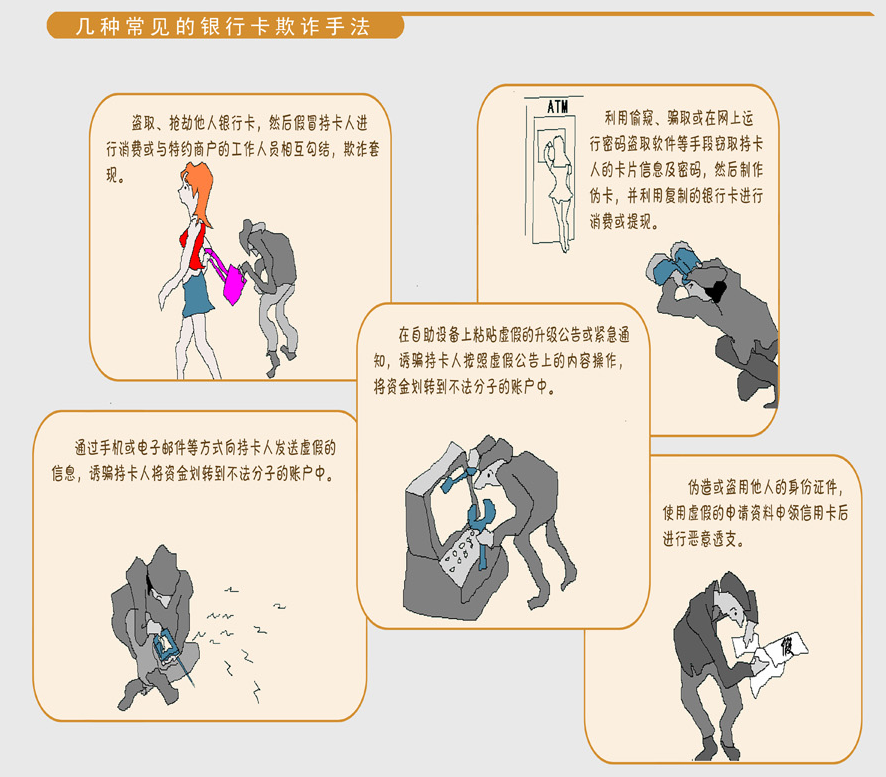 几种常见的银行卡欺诈手法
盗取、抢劫他人银行卡，然后假冒持卡人进
行消费或与特约商户的工作人员相互勾结，欺诈套
现。
ATM
利用偷窥、骗取或在网上运
行密码盗取软件等手段窃取持卡
人的卡片信息及密码，然后制作
伪卡，并利用复制的银行卡进行
消费或提现。
在自助设备上粘贴虚假的升级公告或紧急通
知，诱骗持卡人按照虚假公告上的内容操作，
将资金划转到不法分子的账户中。
通过手机或电子邮件等方式向持卡人发送虚假的
信息，诱骗持卡人将资金划转到不法分子的账户中。
伪造或盗用他人的身份证件，
使用虚假的申请资料申领信用卡后
进行恶意透支。
假